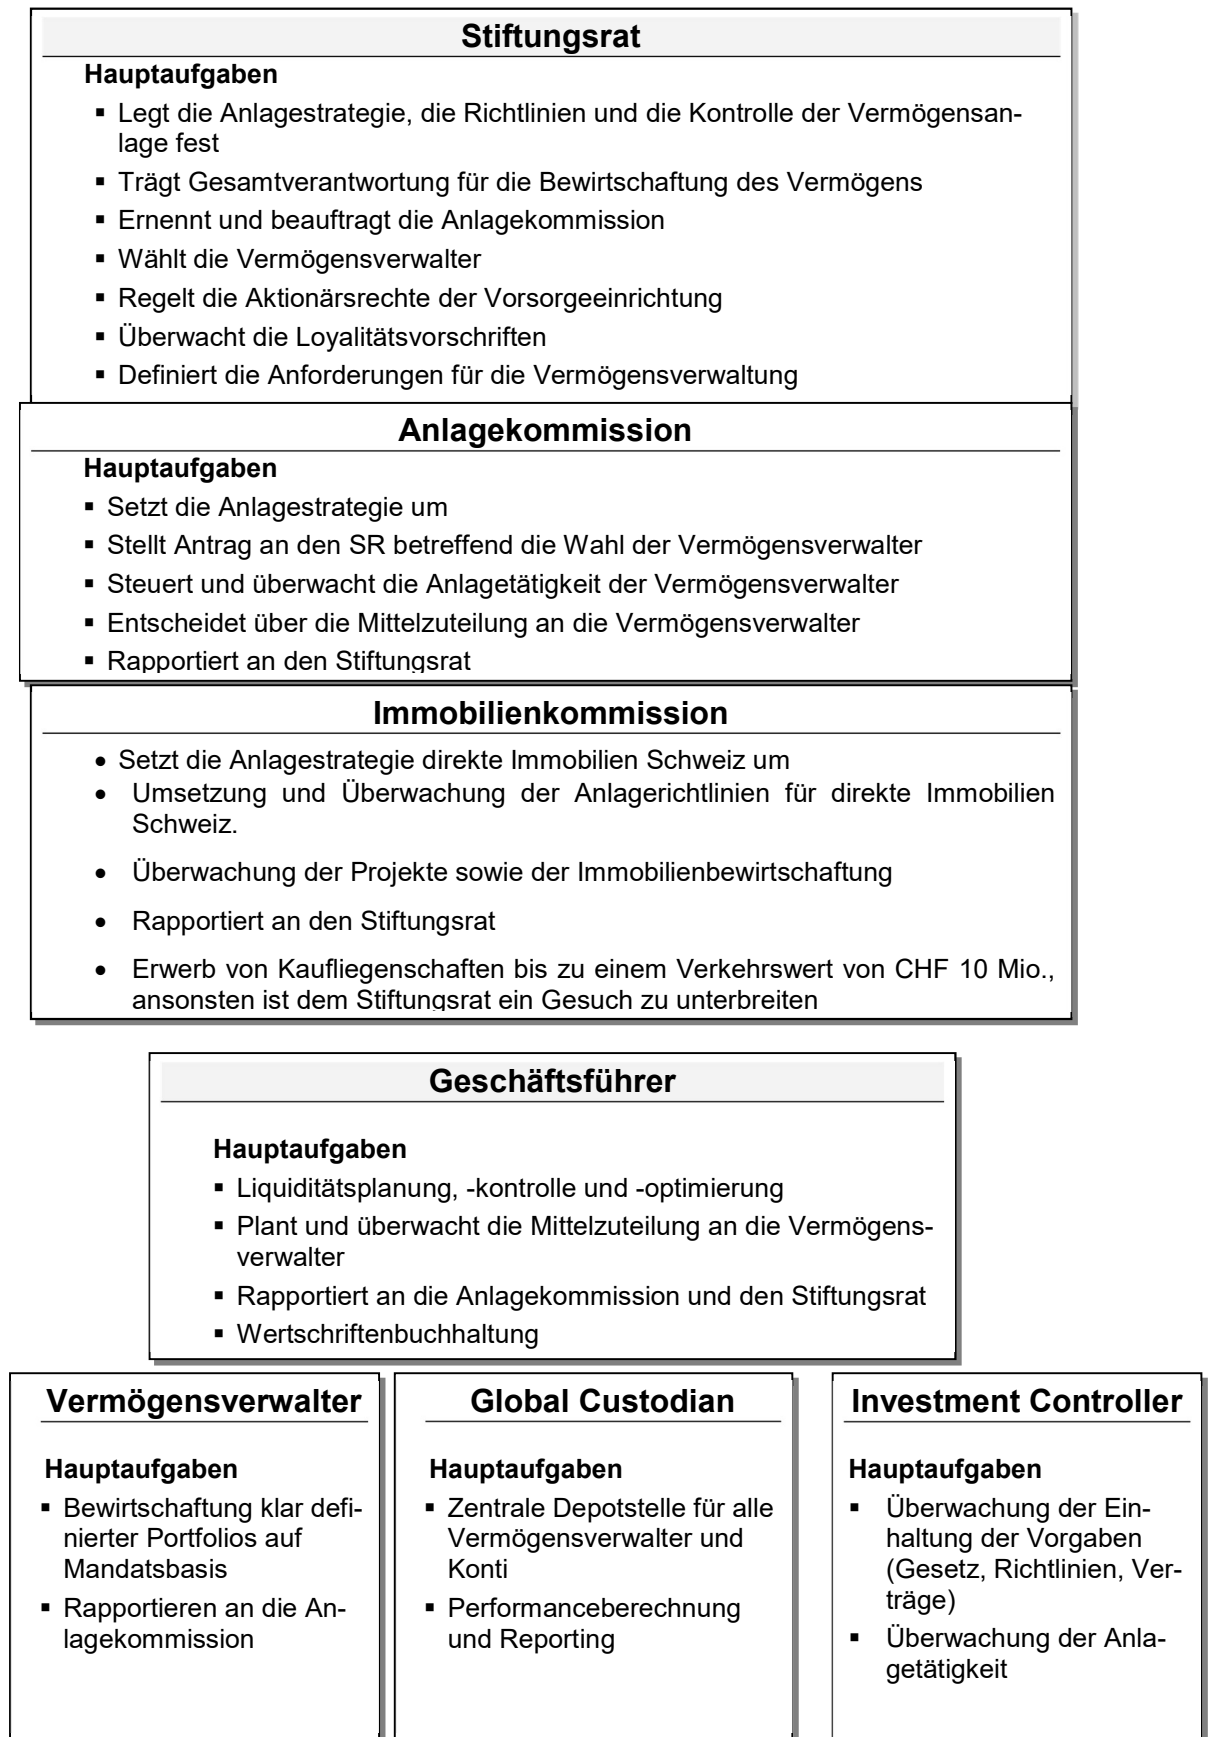 Stiftungsrat
Hauptaufgaben
▪ Legt die Anlagestrategie, die Richtlinien und die Kontrolle der Vermögensan-
lage fest
▪ Trägt Gesamtverantwortung für die Bewirtschaftung des Vermögens
▪ Ernennt und beauftragt die Anlagekommission
▪ Wählt die Vermögensverwalter
▪ Regelt die Aktionärsrechte der Vorsorgeeinrichtung
▪ Überwacht die Loyalitätsvorschriften
▪ Definiert die Anforderungen für die Vermögensverwaltung
Anlagekommission
Hauptaufgaben
▪ Setzt die Anlagestrategie um
▪ Stellt Antrag an den SR betreffend die Wahl der Vermögensverwalter
▪ Steuert und überwacht die Anlagetätigkeit der Vermögensverwalter
▪ Entscheidet über die Mittelzuteilung an die Vermögensverwalter
▪ Rapportiert an den Stiftungsrat
Immobilienkommission
• Setzt die Anlagestrategie direkte Immobilien Schweiz um
• Umsetzung und Überwachung der Anlagerichtlinien für direkte Immobilien
Schweiz.
• Überwachung der Projekte sowie der Immobilienbewirtschaftung
• Rapportiert an den Stiftungsrat
• Erwerb von Kaufliegenschaften bis zu einem Verkehrswert von CHF 10 Mio.,
ansonsten ist dem Stiftungsrat ein Gesuch zu unterbreiten
Geschäftsführer
Hauptaufgaben
▪ Liquiditätsplanung, -kontrolle und -optimierung
▪ Plant und überwacht die Mittelzuteilung an die Vermögens-
verwalter
▪ Rapportiert an die Anlagekommission und den Stiftungsrat
▪ Wertschriftenbuchhaltung
Vermögensverwalter
Hauptaufgaben
▪ Bewirtschaftung klar defi-
nierter Portfolios auf
Mandatsbasis
▪ Rapportieren an die An-
lagekommission
Global Custodian
Hauptaufgaben
▪ Zentrale Depotstelle für alle
Vermögensverwalter und
Konti
▪ Performanceberechnung
und Reporting
Investment Controller
Hauptaufgaben
▪ Überwachung der Ein-
haltung der Vorgaben
(Gesetz, Richtlinien, Ver-
träge)
▪ Überwachung der Anla-
getätigkeit